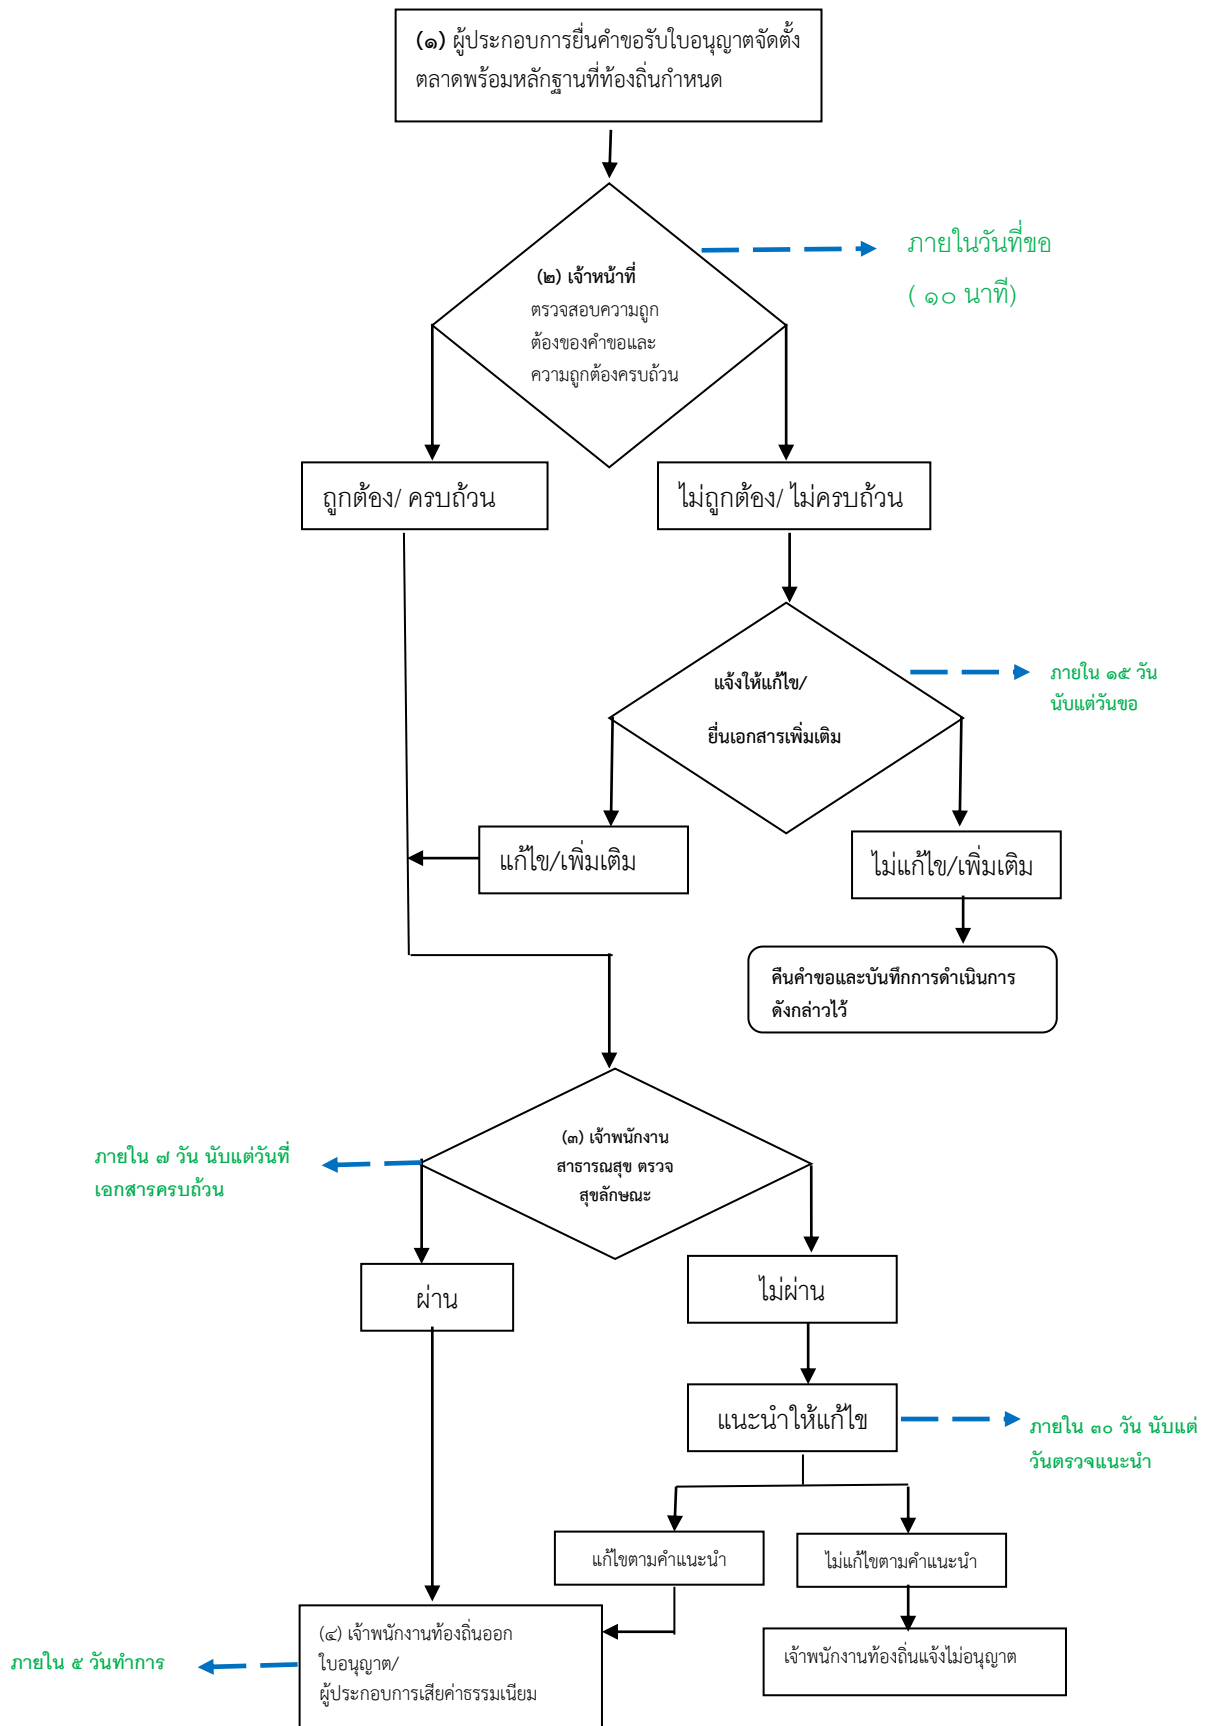 (๑) ผู้ประกอบการยื่นคำขอรับใบอนุญาตจัดตั้ง
ตลาดพร้อมหลักฐานที่ท้องถิ่นกำหนด
ภายในวันที่ขอ
( ๑๐ นาที)
(๒) เจ้าหน้าที่
ตรวจสอบความถูก
ต้องของคำขอและ
ความถูกต้องครบถ้วน
ถูกต้อง/ ครบถ้วน
ไม่ถูกต้อง/ ไม่ครบถ้วน
แจ้งให้แก้ไข/
ยื่นเอกสารเพิ่มเติม
ภายใน ๑๕ วัน
นับแต่วันขอ
แก้ไข/เพิ่มเติม
ไม่แก้ไข/เพิ่มเติม
คืนคำขอและบันทึกการดำเนินการ
ดังกล่าวไว้
(๓) เจ้าพนักงาน
สาธารณสุข ตรวจ
สุขลักษณะ
ภายใน ๗ วัน นับแต่วันที่
เอกสารครบถ้วน
ผ่าน
ไม่ผ่าน
แนะนำให้แก้ไข
ภายใน ๓๐ วัน นับแต่
วันตรวจแนะนำ
แก้ไขตามคำแนะนำ
ไม่แก้ไขตามคำแนะนำ
(๔) เจ้าพนักงานท้องถิ่นออก
ใบอนุญาต/
ผู้ประกอบการเสียค่าธรรมเนียม
เจ้าพนักงานท้องถิ่นแจ้งไม่อนุญาต
ภายใน ๕ วันทำการ